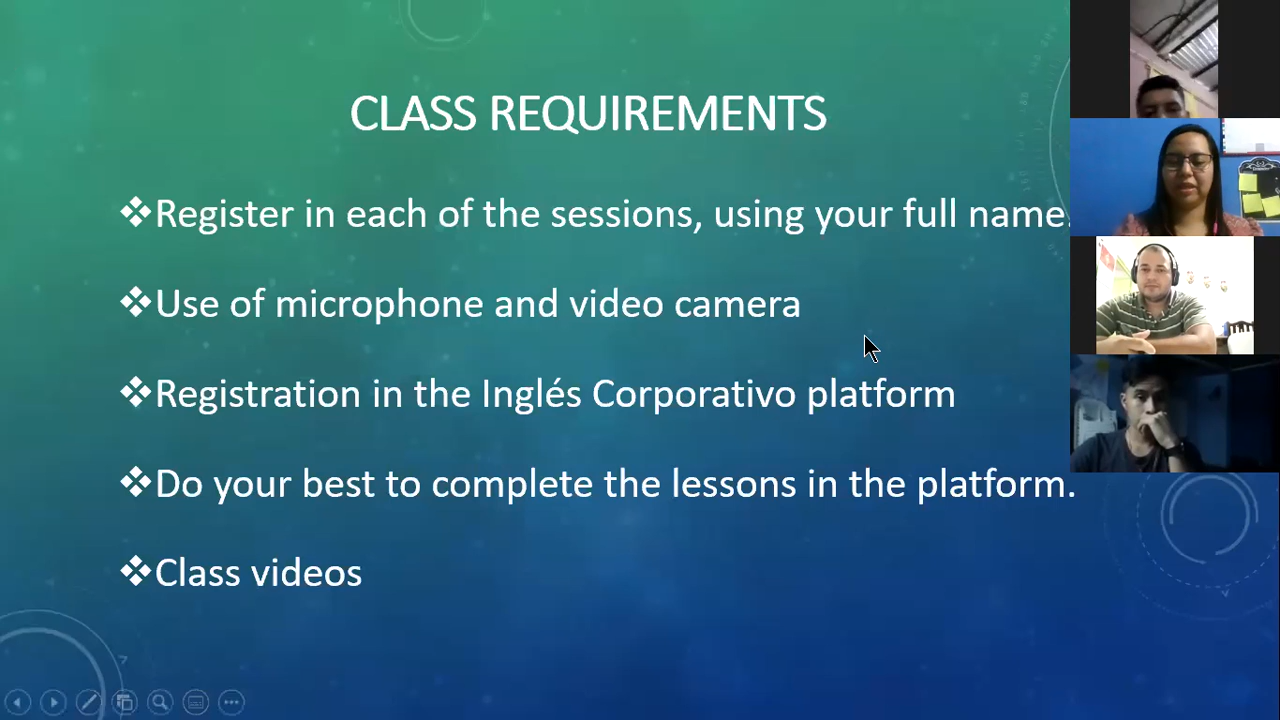 CLASS REQUIREMENTS
❖Register in each of the sessions, using your full name.
❖Use of microphone and video camera
❖Registration in the Inglés Corporativo platform
❖Do your best to complete the lessons in the platform.
❖Class videos